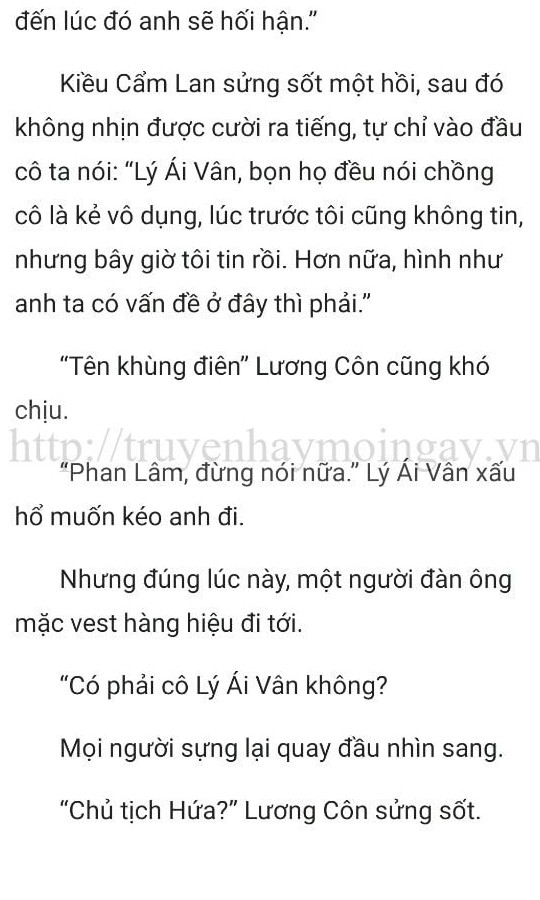 đến lúc đó anh sẽ hối hận.”
Kiều Cẩm Lan sửng sốt một hồi, sau đó
không nhịn được cười ra tiếng, tự chỉ vào đầu
cô ta nói: “Lý Ái Vân, bọn họ đều nói chồng
cô là kẻ vô dụng, lúc trước tôi cũng không tin,
nhưng bây giờ tôi tin rồi. Hơn nữa, hình như
anh ta có vấn đề ở đây thì phải.”
“Tên khùng điên” Lương Côn cũng khó
chịu.
http://truyenhaymoingay.vn
“Phan Lâm, đừng nói nữa.” Lý Ái Vân xấu
hổ muốn kéo anh đi.
Nhưng đúng lúc này, một người đàn ông
mặc vest hàng hiệu đi tới.
“Có phải cô Lý Ái Vân không?
Mọi người sựng lại quay đầu nhìn sang.
“Chủ tịch Hứa?” Lương Côn sửng sốt.